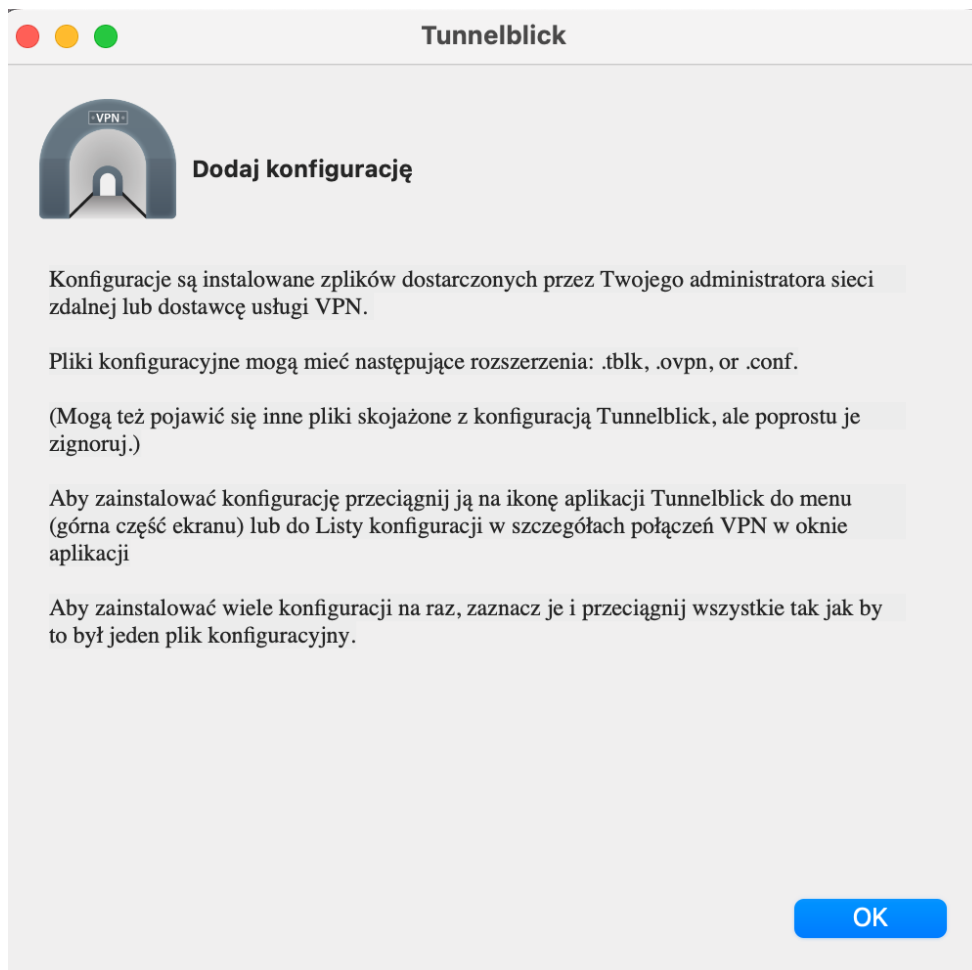 Tunnelblick
VPN
Dodaj konfigurację
Konfiguracje są instalowane zplików dostarczonych przez Twojego administratora sieci
zdalnej lub dostawcę usługi VPN.
Pliki konfiguracyjne mogą mieć następujące rozszerzenia: .tblk, .ovpn, or .conf.
(Mogą też pojawić się inne pliki skojażone z konfiguracją Tunnelblick, ale poprostu je
zignoruj.)
Aby zainstalować konfigurację przeciągnij ją na ikonę aplikacji Tunnelblick do menu
(górna część ekranu) lub do Listy konfiguracji w szczegółach połączeń VPN w oknie
aplikacji
Aby zainstalować wiele konfiguracji na raz, zaznacz je i przeciągnij wszystkie tak jak by
to był jeden plik konfiguracyjny.
OK